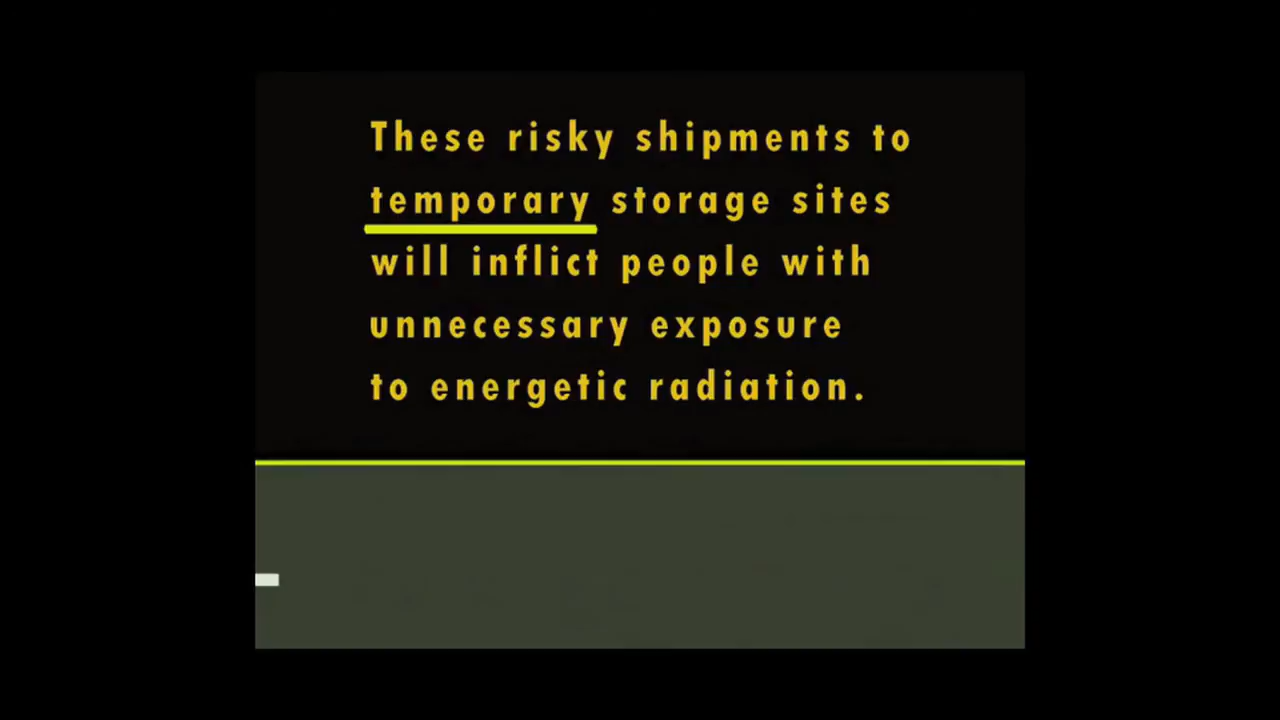 These risky shipments to
temporary storage sites
will inflict people with
unnecessary exposure
to energetic radiation.